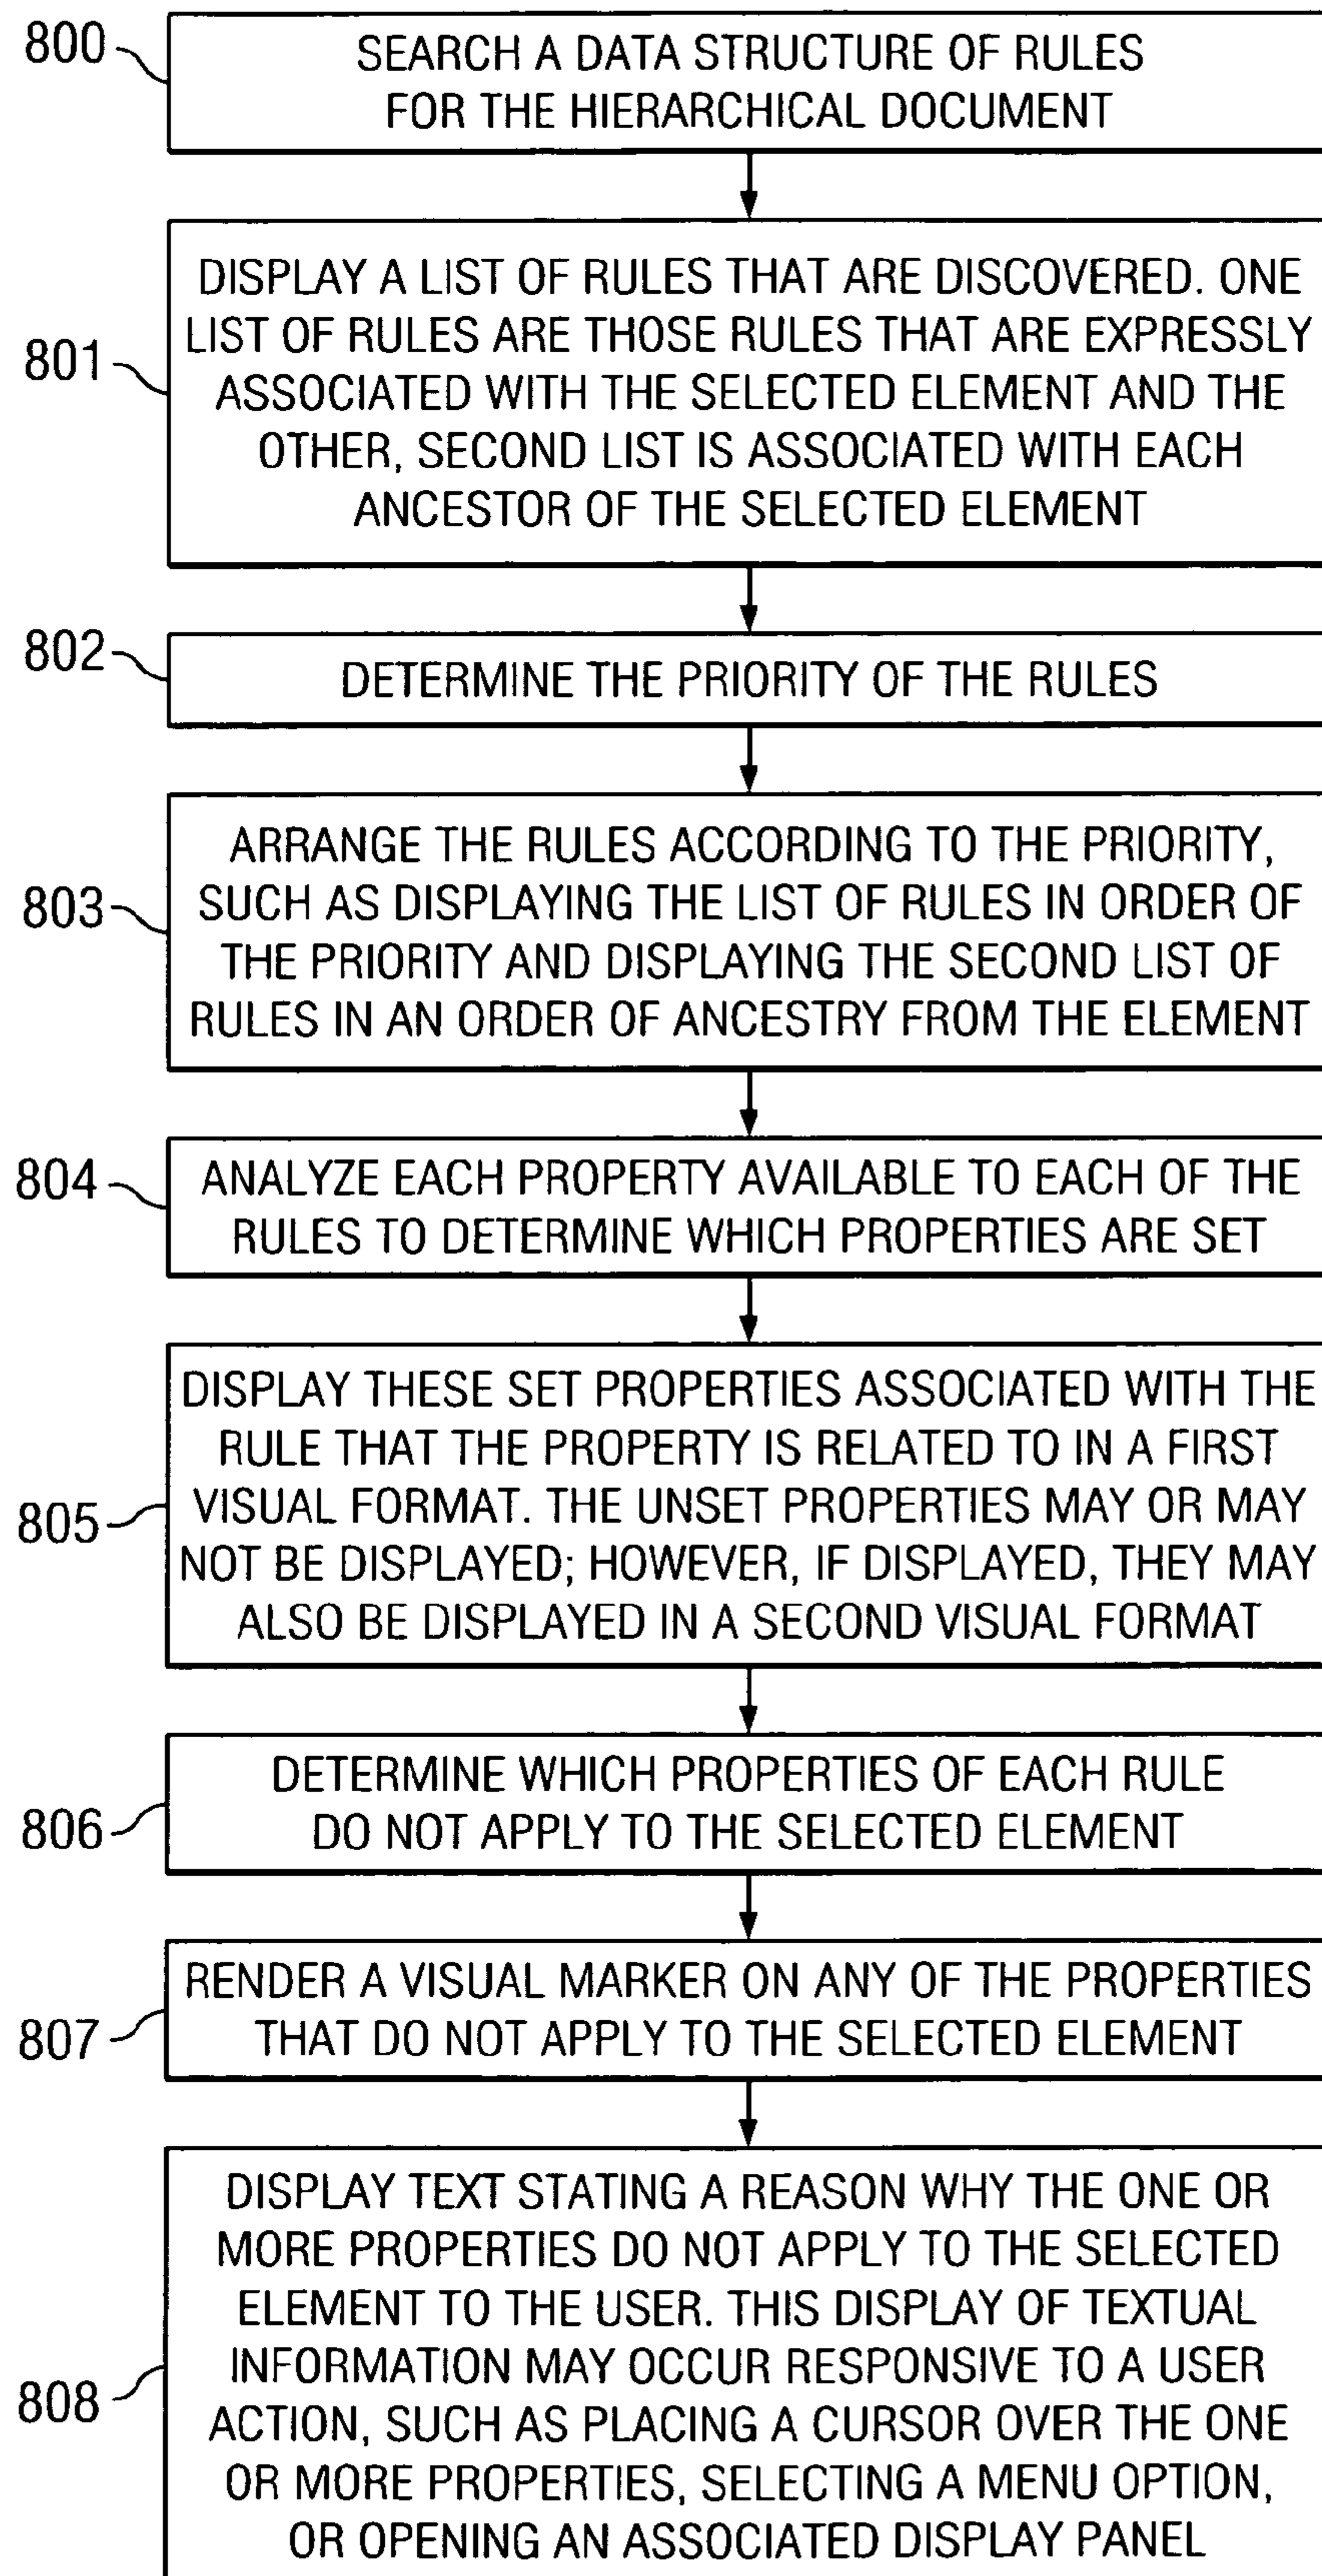 800
SEARCH A DATA STRUCTURE OF RULES
FOR THE HIERARCHICAL DOCUMENT
801
DISPLAY A LIST OF RULES THAT ARE DISCOVERED. ONE
LIST OF RULES ARE THOSE RULES THAT ARE EXPRESSLY
ASSOCIATED WITH THE SELECTED ELEMENT AND THE
OTHER, SECOND LIST IS ASSOCIATED WITH EACH
ANCESTOR OF THE SELECTED ELEMENT
802
DETERMINE THE PRIORITY OF THE RULES
803
ARRANGE THE RULES ACCORDING TO THE PRIORITY,
SUCH AS DISPLAYING THE LIST OF RULES IN ORDER OF
THE PRIORITY AND DISPLAYING THE SECOND LIST OF
RULES IN AN ORDER OF ANCESTRY FROM THE ELEMENT
804
ANALYZE EACH PROPERTY AVAILABLE TO EACH OF THE
RULES TO DETERMINE WHICH PROPERTIES ARE SET
805
DISPLAY THESE SET PROPERTIES ASSOCIATED WITH THE
RULE THAT THE PROPERTY IS RELATED TO IN A FIRST
VISUAL FORMAT. THE UNSET PROPERTIES MAY OR MAY
NOT BE DISPLAYED; HOWEVER, IF DISPLAYED, THEY MAY
ALSO BE DISPLAYED IN A SECOND VISUAL FORMAT
806
DETERMINE WHICH PROPERTIES OF EACH RULE
DO NOT APPLY TO THE SELECTED ELEMENT
807
RENDER A VISUAL MARKER ON ANY OF THE PROPERTIES
THAT DO NOT APPLY TO THE SELECTED ELEMENT
808
DISPLAY TEXT STATING A REASON WHY THE ONE OR
MORE PROPERTIES DO NOT APPLY TO THE SELECTED
ELEMENT TO THE USER. THIS DISPLAY OF TEXTUAL
INFORMATION MAY OCCUR RESPONSIVE TO A USER
ACTION, SUCH AS PLACING A CURSOR OVER THE ONE
OR MORE PROPERTIES, SELECTING A MENU OPTION,
OR OPENING AN ASSOCIATED DISPLAY PANEL